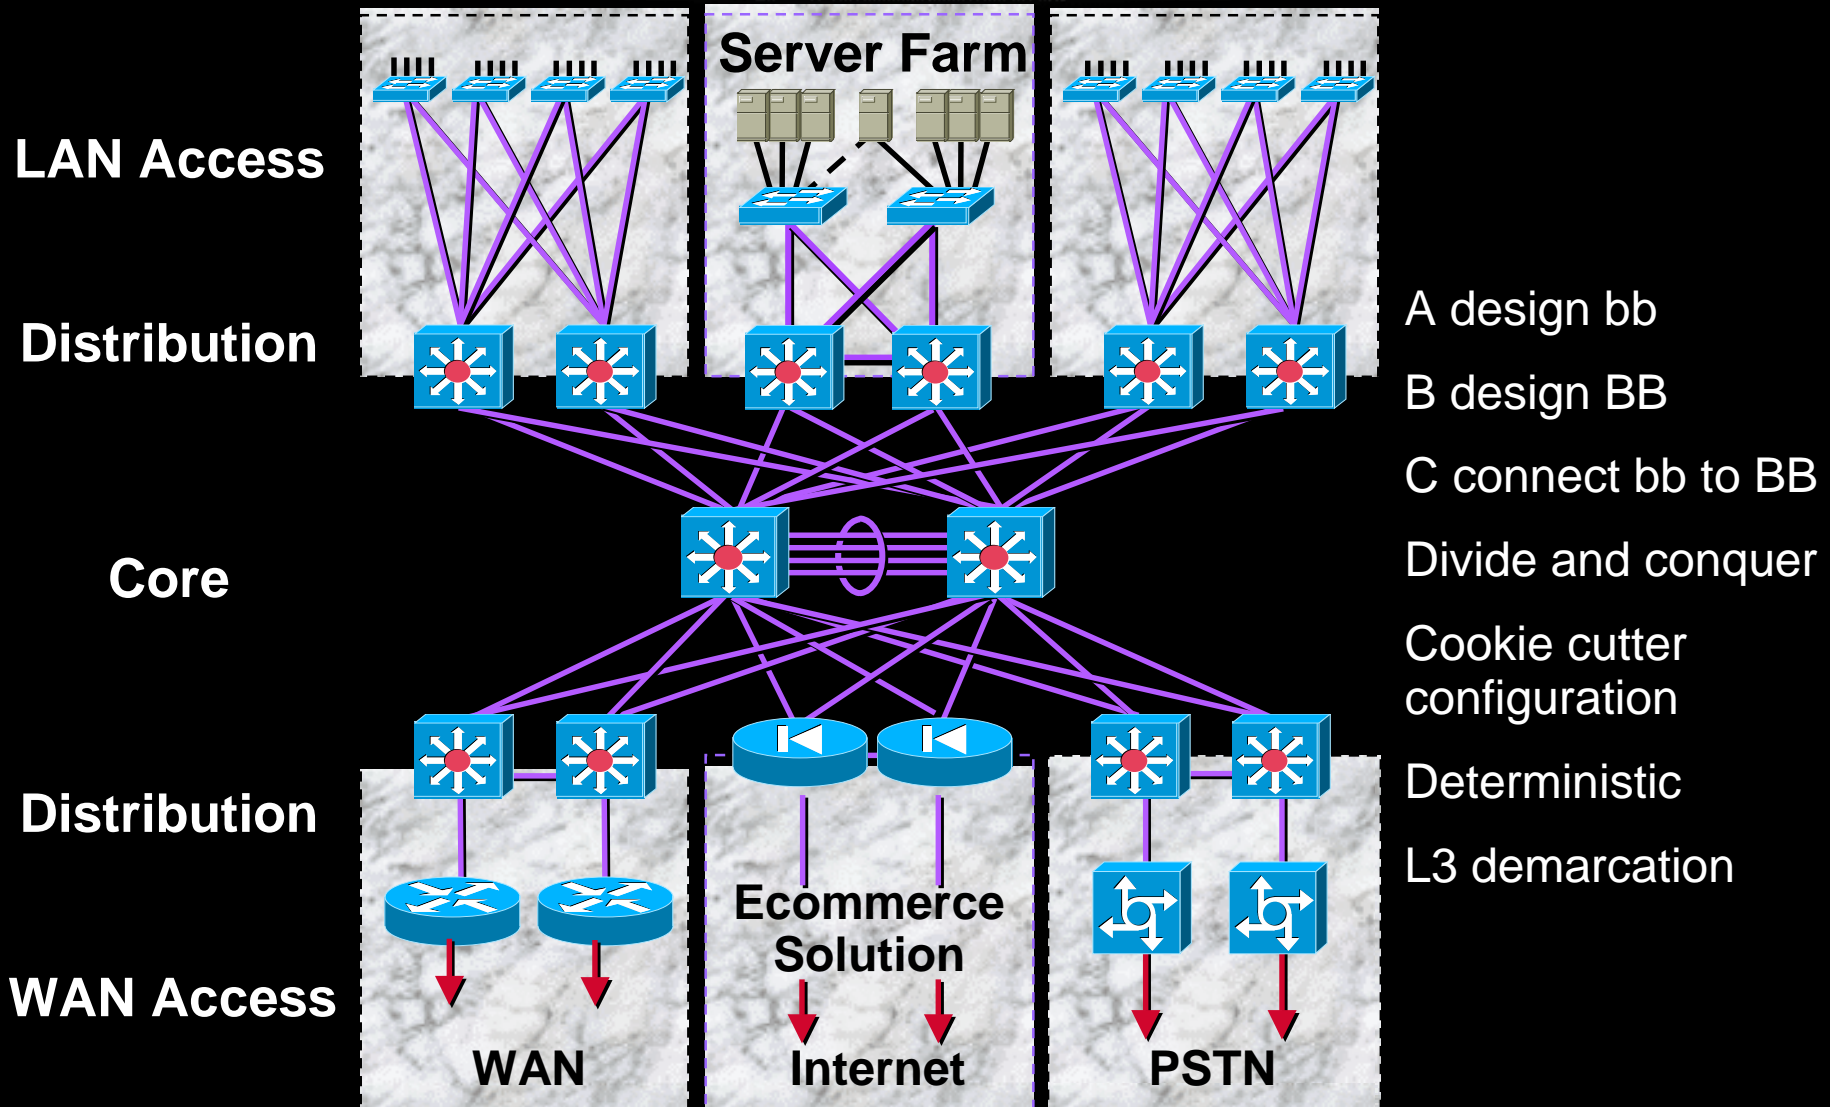 LAN Access
Distribution
Core
Distribution
WAN Access
Server Farm
Ecommerce
Solution
WAN
Internet
PSTN
A design bb
B design BB
C connect bb to BB
Divide and conquer
Cookie cutter
configuration
Deterministic
L3 demarcation